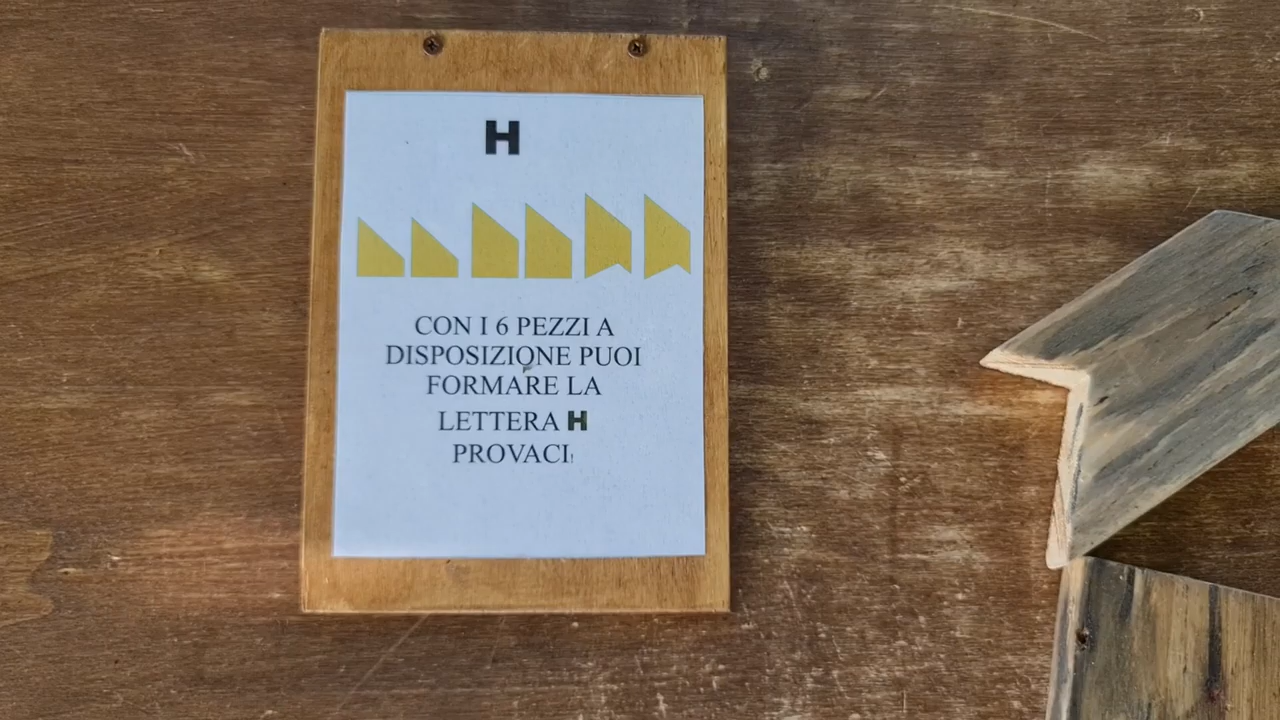 H
CON I 6 PEZZI A
DISPOSIZIONE PUOI
FORMARE LA
LETTERA H
PROVACI!